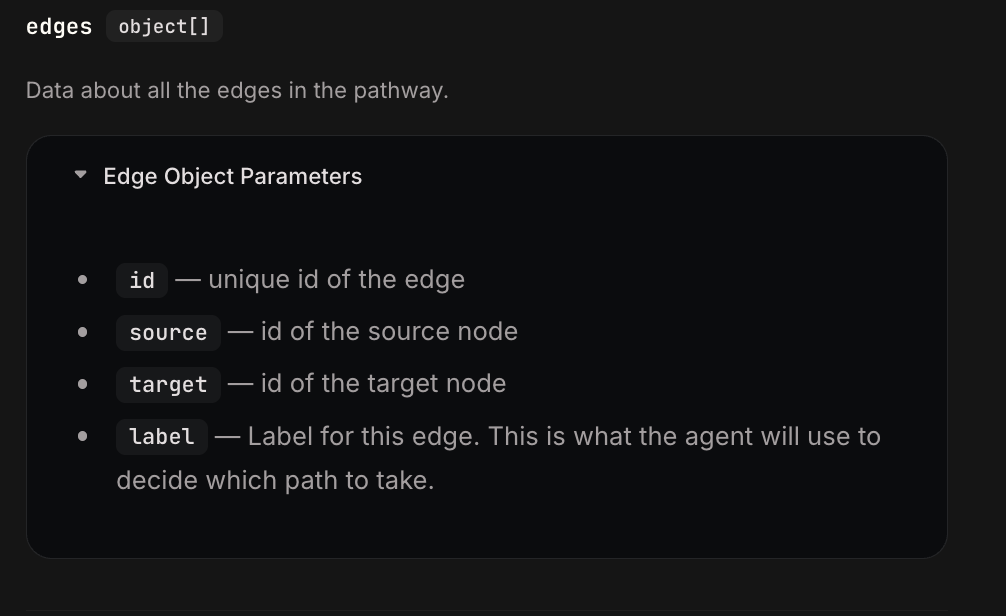 edges object[]
Data about all the edges in the pathway.
Edge Object Parameters
id — unique id of the edge
source — id of the source node
target — id of the target node
label — Label for this edge. This is what the agent will use to
decide which path to take.